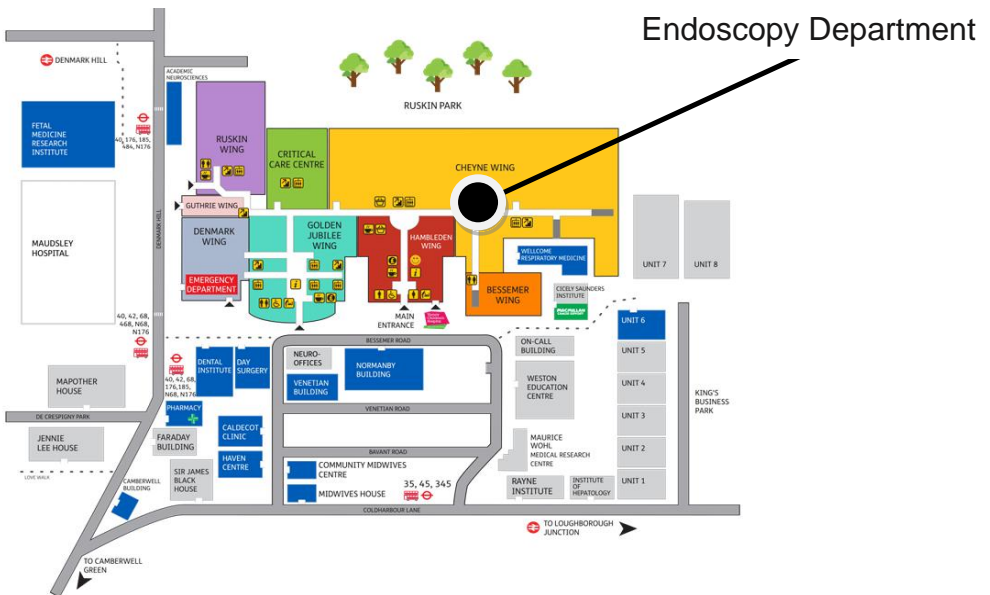 Endoscopy Department
DENMARK HILL
ACADEMIC
NEUROSCIENCES
RUSKIN PARK
FETAL
MEDICINE
RESEARCH
INSTITUTE
40, 176, 185,
484, N176
RUSKIN
WING
CRITICAL
CARE CENTRE
CHEYNE WING
GUTHRIE WING
DENMARK HILL
MAUDSLEY
HOSPITAL
DENMARK
WING
GOLDEN
JUBILEE
WING
HAMBLEDEN
WING
WELLCOME
RESPIRATORY MEDICINE
UNIT 7
UNIT 8
EMERGENCY
DEPARTMENT
BESSEMER
WING
CICELY SAUNDERS
INSTITUTE
MACMILLAN
MAIN
ENTRANCE
40, 42, 68,
468, N68,
N176
BESSEMER ROAD
UNIT 6
ON-CALL
BUILDING
UNIT 5
DENTAL
INSTITUTE
DAY
SURGERY
NEURO-
OFFICES
NORMANBY
BUILDING
VENETIAN
BUILDING
WESTON
EDUCATION
CENTRE
UNIT 4
KING'S
BUSINESS
PARK
MAPOTHER
HOUSE
40, 42, 68,
176,185,
N68, N176
PHARMACY
VENETIAN ROAD
UNIT 3
DE CRESPIGNY PARK
CALDECOT
CLINIC
JENNIE
LEE HOUSE
FARADAY
BUILDING
MAURICE
WOHL
MEDICAL RESEARCH
CENTRE
UNIT 2
BAVANT ROAD
HAVEN
CENTRE
COMMUNITY MIDWIVES
CENTRE
LOVE WALK
CAMBERWELL
BUILDING
SIR JAMES
BLACK
HOUSE
MIDWIVES HOUSE
35, 45, 345
RAYNE
INSTITUTE
INSTITUTE
OF
HEPATOLOGY
UNIT 1
COLDHARBOUR LANE
TO LOUGHBOROUGH
JUNCTION
TO CAMBERWELL
GREEN